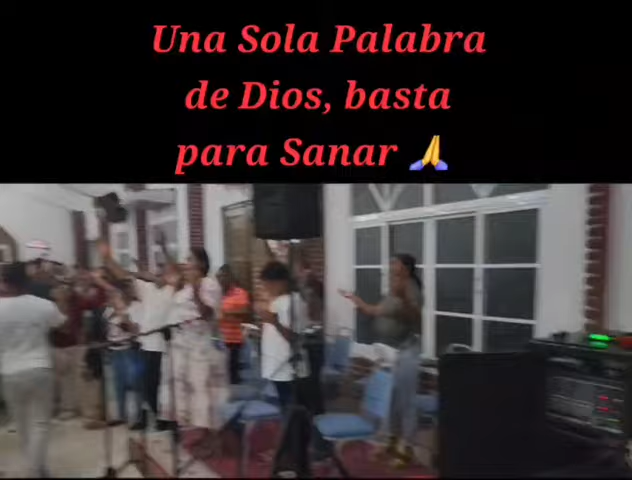 Una Sola Palabra
de Dios, basta
para Sanar 🙏